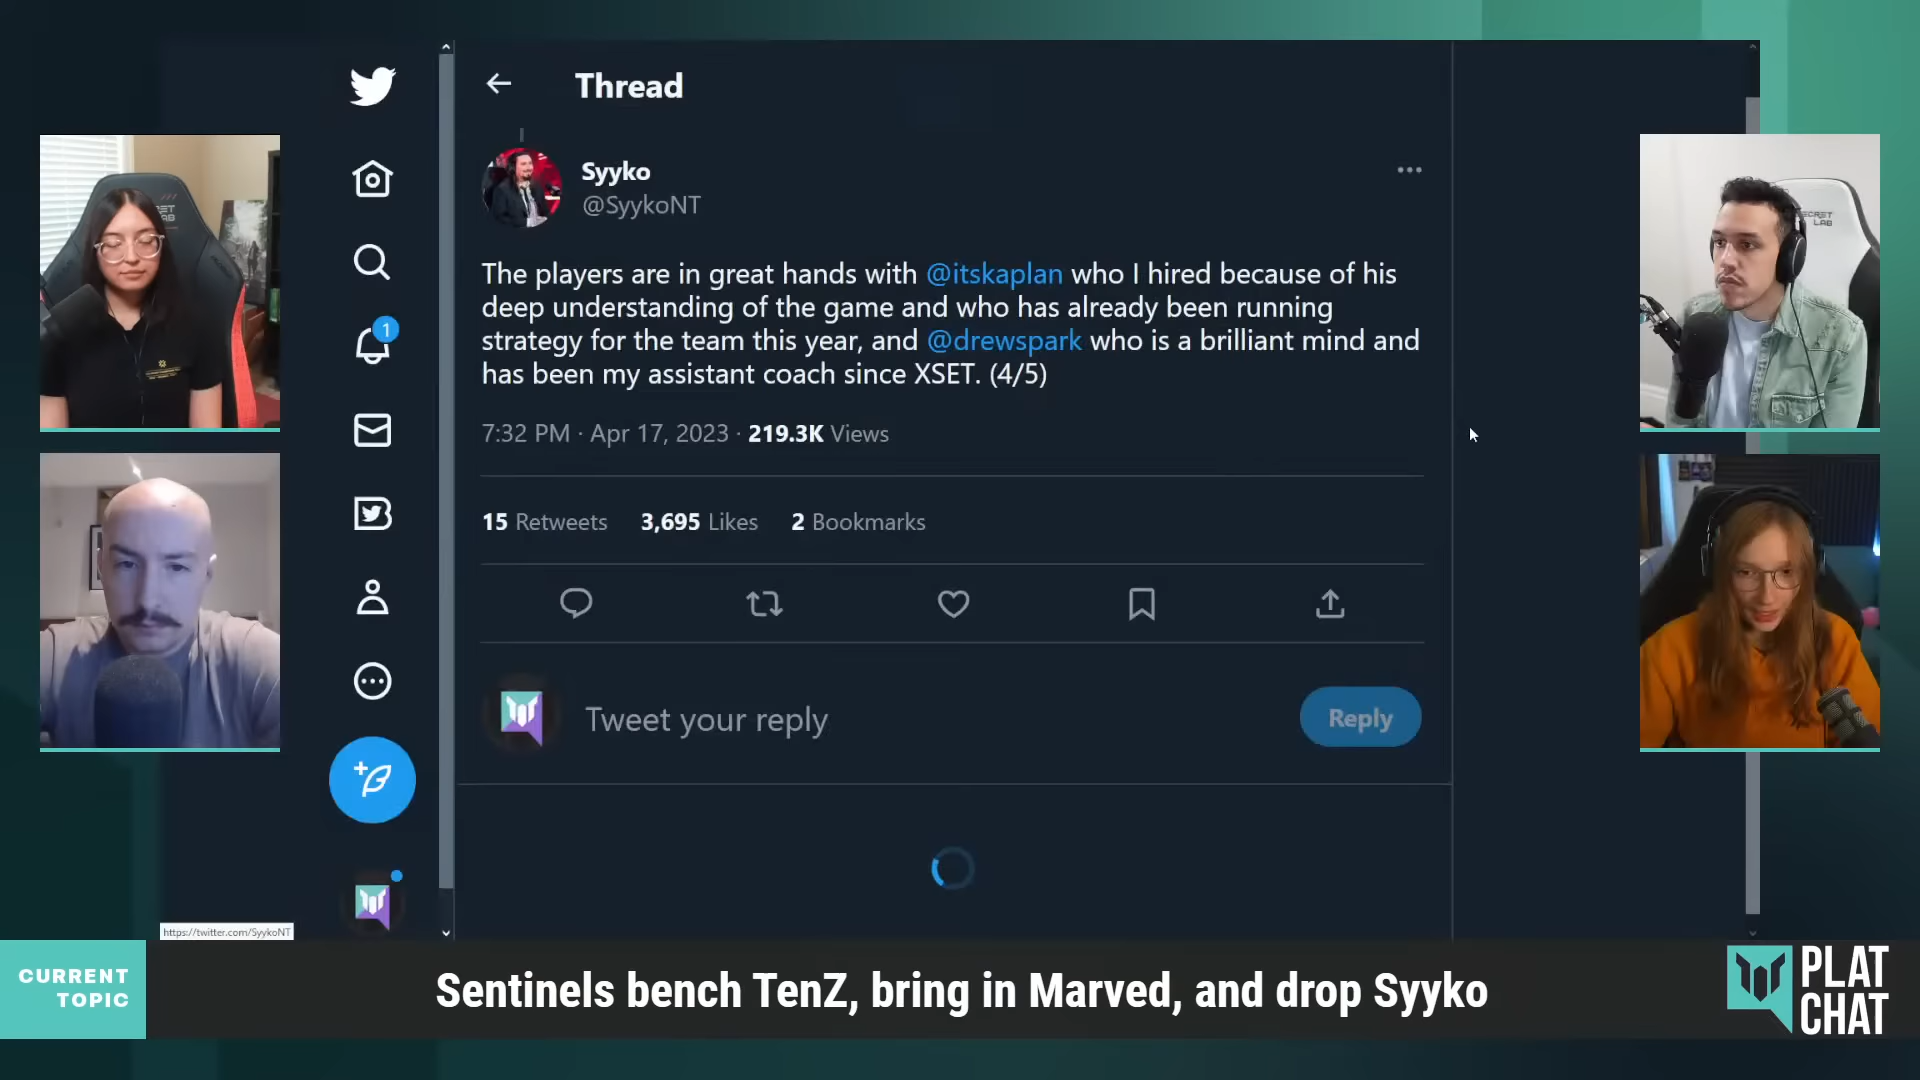 Thread
Syyko
@SyykoNT
The players are in great hands with @itskaplan who I hired because of his
deep understanding of the game and who has already been running
strategy for the team this year, and @drewspark who is a brilliant mind and
has been my assistant coach since XSET. (4/5)
7:32 PM · Apr 17, 2023 · 219.3K Views
15 Retweets 3,695 Likes 2 Bookmarks
Tweet your reply
Reply
1
https://twitter.com/SyykoNT
SECRET
LAB
CURRENT
TOPIC
Sentinels bench TenZ, bring in Marved, and drop Syyko
PLAT
CHAT